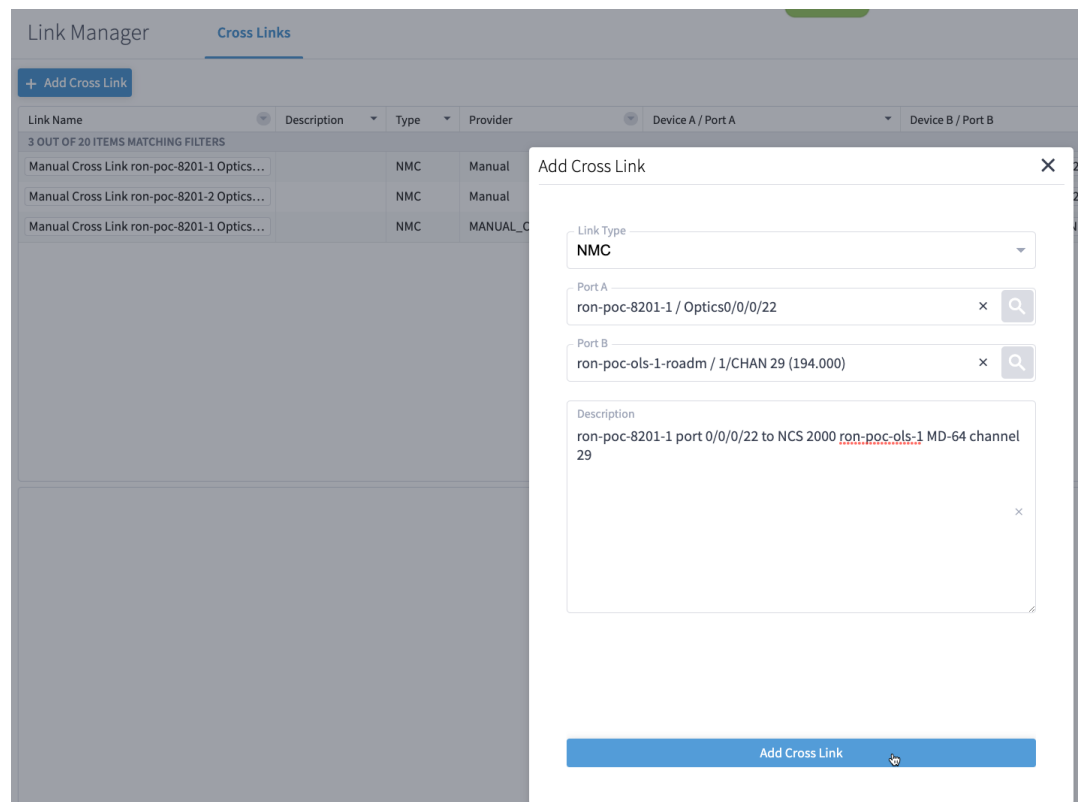 Link Manager
Cross Links
+ Add Cross Link
Link Name Description Type Provider Device A / Port A Device B / Port B
3 OUT OF 20 ITEMS MATCHING FILTERS
Manual Cross Link ron-poc-8201-1 Optics... NMC Manual
Manual Cross Link ron-poc-8201-2 Optics... NMC Manual
Manual Cross Link ron-poc-8201-1 Optics... NMC MANUAL_C
Add Cross Link
Link Type
NMC
Port A
ron-poc-8201-1 / Optics0/0/0/22
Port B
ron-poc-ols-1-roadm / 1/CHAN 29 (194.000)
Description
ron-poc-8201-1 port 0/0/0/22 to NCS 2000 ron-poc-ols-1 MD-64 channel
29
Add Cross Link